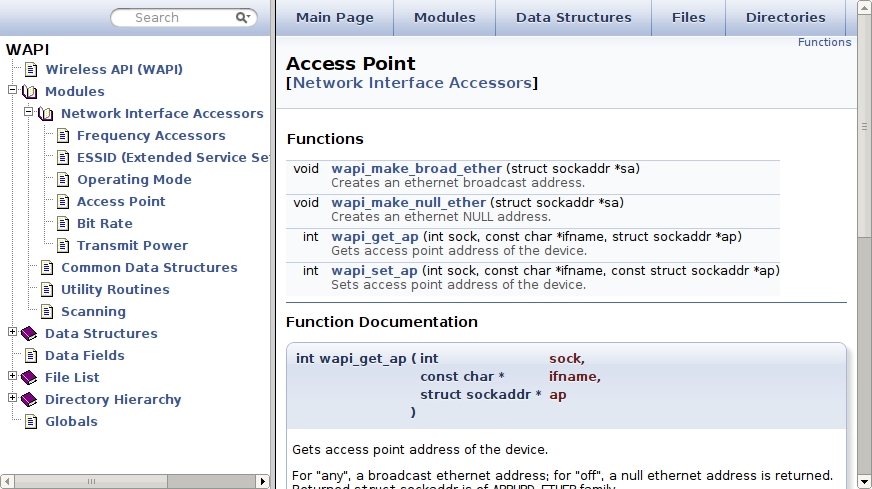 Search
WAPI
Wireless API (WAPI)
Modules
Network Interface Accessors
Frequency Accessors
ESSID (Extended Service Se
Operating Mode
Access Point
Bit Rate
Transmit Power
Common Data Structures
Utility Routines
Scanning
Data Structures
Data Fields
File List
Directory Hierarchy
Globals
Main Page
Modules
Data Structures
Files
Directories
Functions
Access Point
[Network Interface Accessors]
Functions
void wapi_make_broad_ether (struct sockaddr *sa)
Creates an ethernet broadcast address.
void wapi_make_null_ether (struct sockaddr *sa)
Creates an ethernet NULL address.
int wapi_get_ap (int sock, const char *ifname, struct sockaddr *ap)
Gets access point address of the device.
int wapi_set_ap (int sock, const char *ifname, const struct sockaddr *ap)
Sets access point address of the device.
Function Documentation
int wapi_get_ap ( int sock,
const char * ifname,
struct sockaddr * ap
)
Gets access point address of the device.
For "any", a broadcast ethernet address; for "off", a null ethernet address is returned.
Returned struct sockaddr is of ARPHRD_ETHER family.